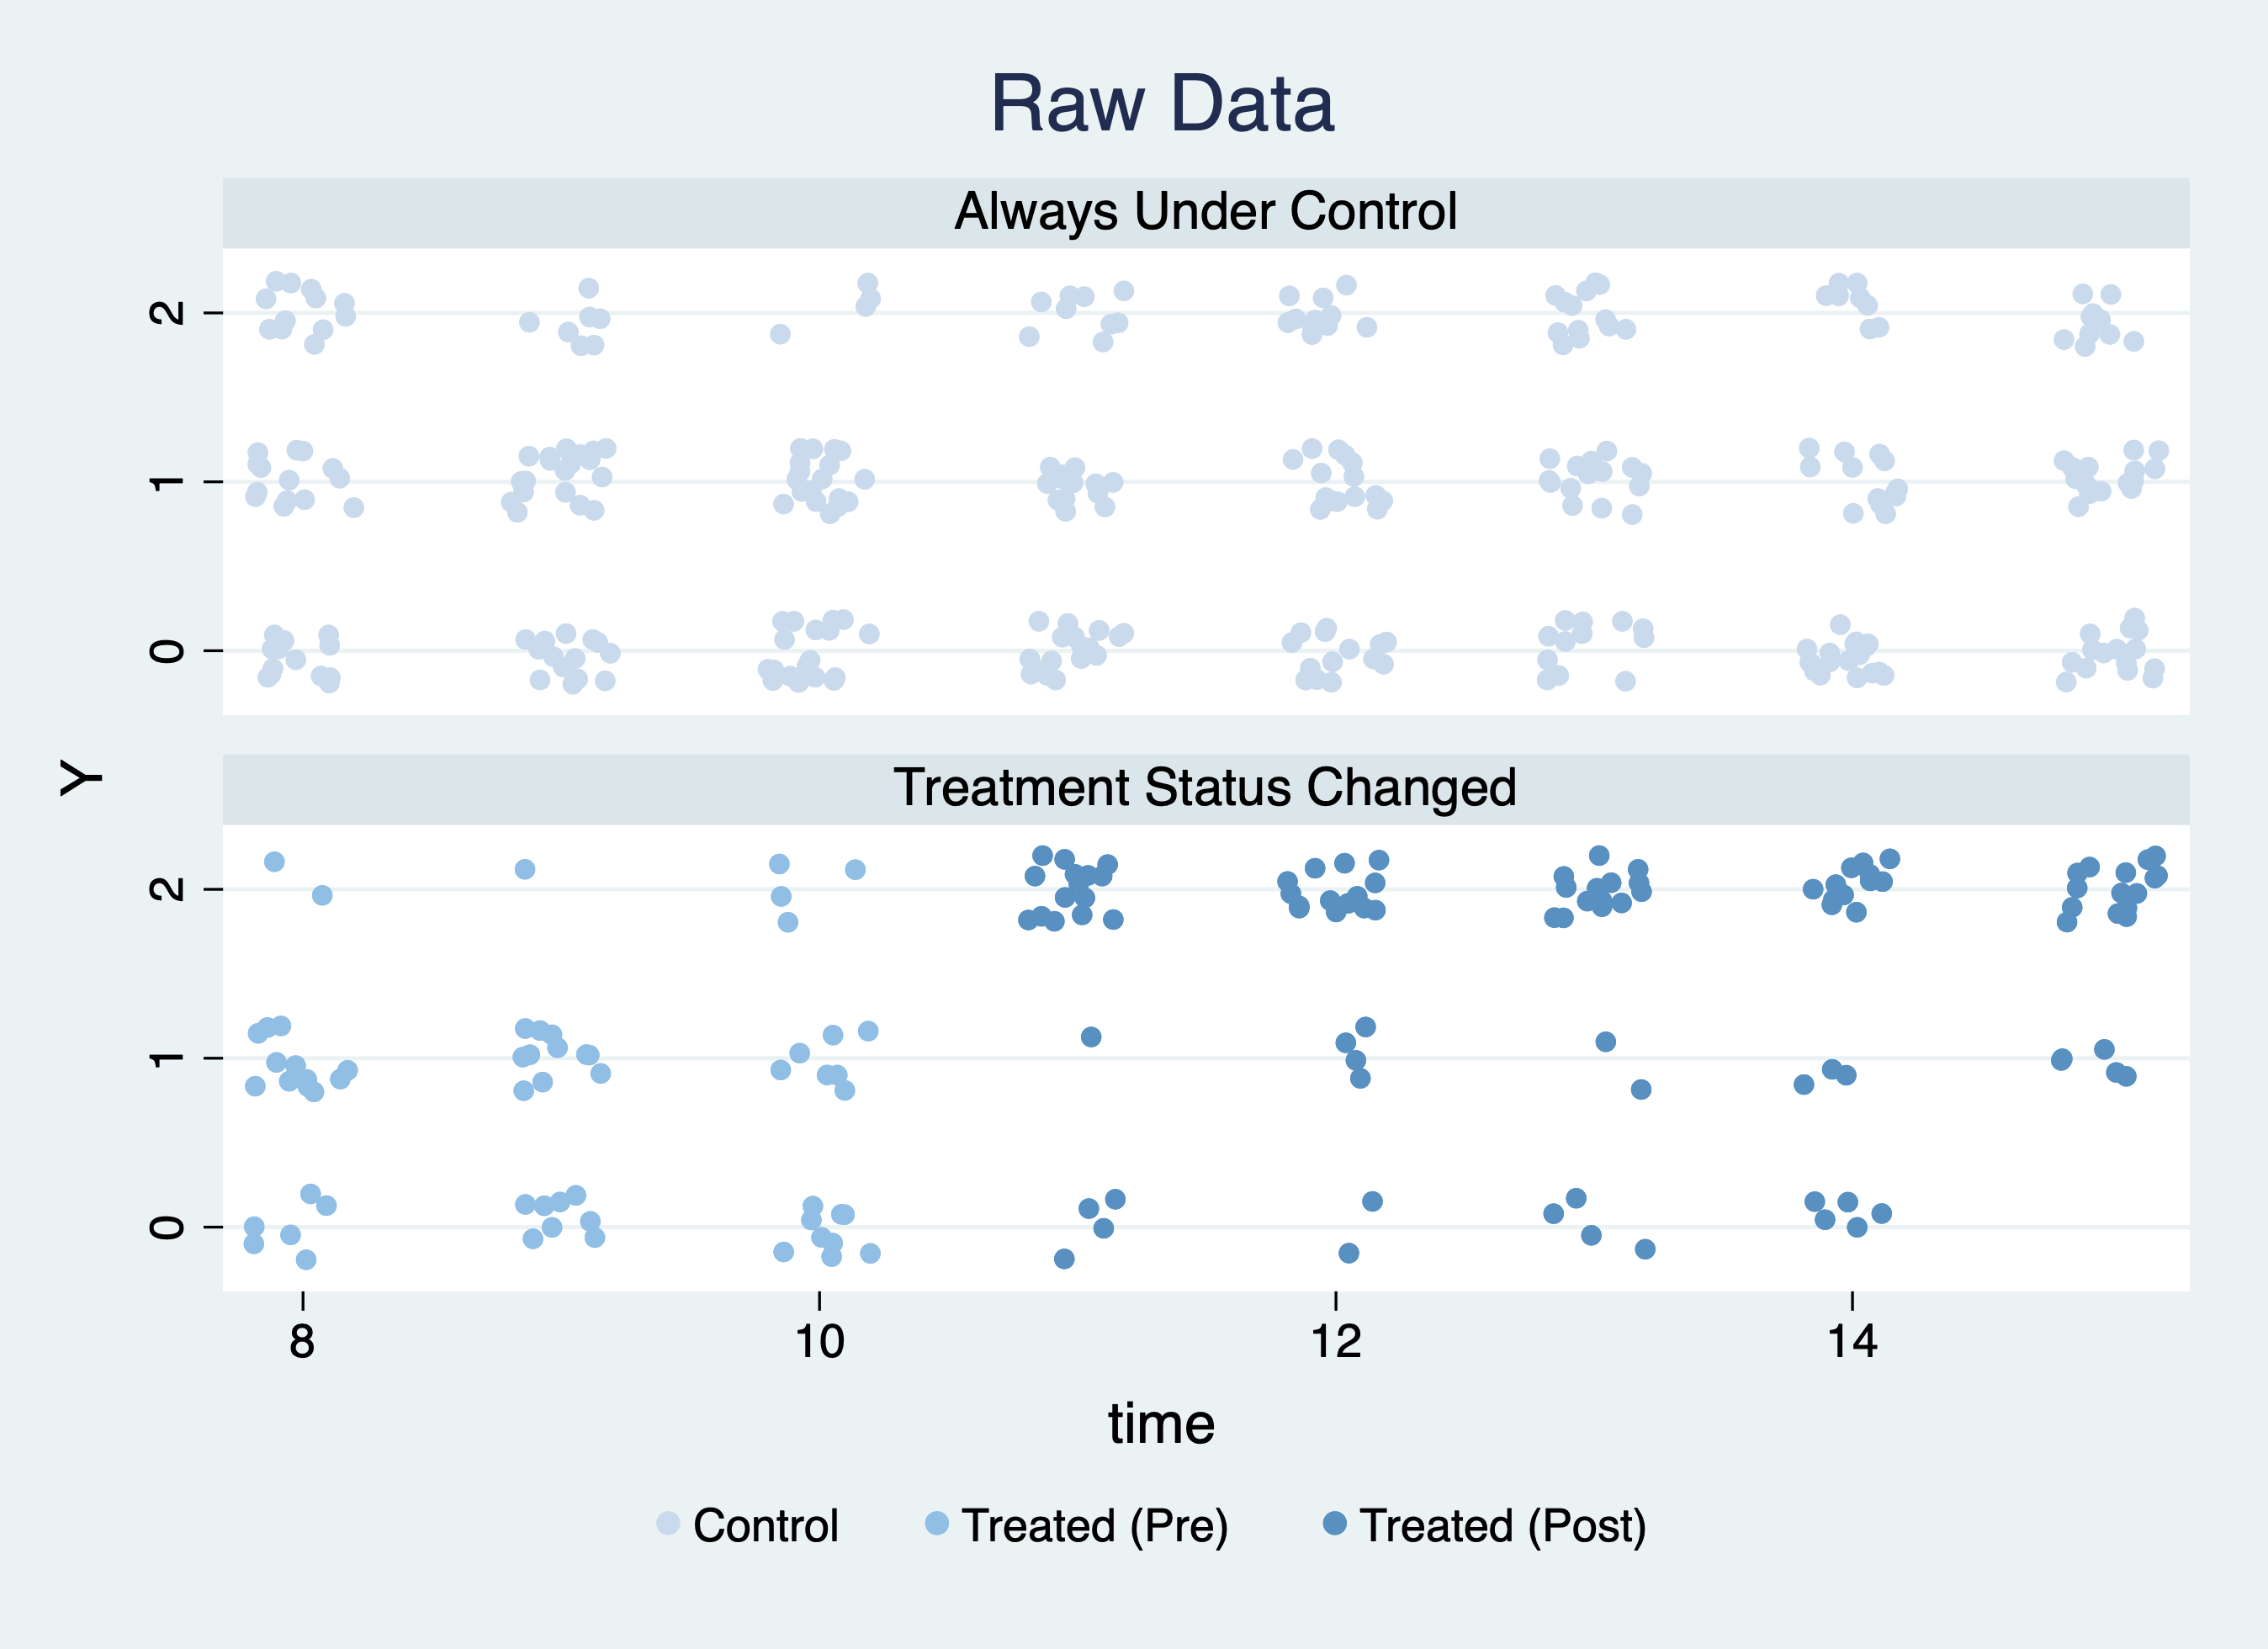 Raw Data
Always Under Control
2
1
0
Y
Treatment Status Changed
2
1
0
8 10 12 14
time
Control Treated (Pre) Treated (Post)